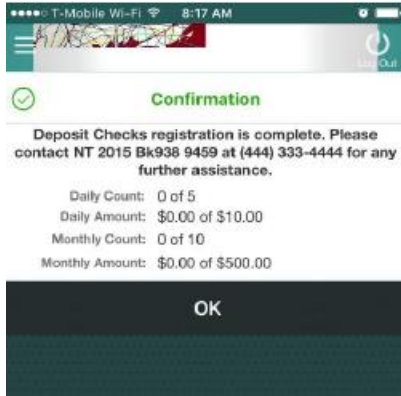 T-Mobile Wi-Fi 8:17 AM
Log Out
Confirmation
Deposit Checks registration is complete. Please
contact NT 2015 Bk938 9459 at (444) 333-4444 for any
further assistance.
Daily Count: 0 of 5
Daily Amount: $0.00 of $10.00
Monthly Count: 0 of 10
Monthly Amount: $0.00 of $500.00
OK